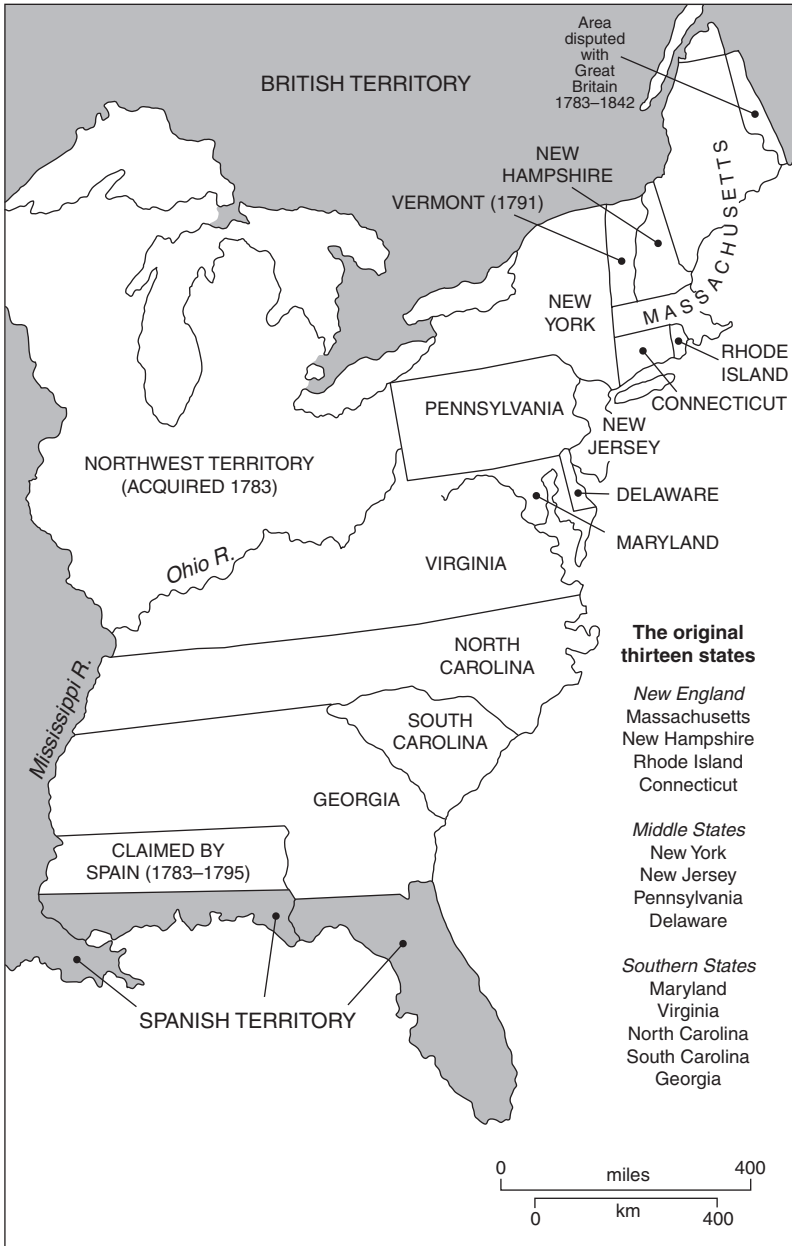 Area
disputed
with
Great
Britain
1783–1842
BRITISH TERRITORY
NEW
HAMPSHIRE
VERMONT (1791)
MASSACHUSETTS
NEW
YORK
RHODE
ISLAND
CONNECTICUT
PENNSYLVANIA
NEW
JERSEY
NORTHWEST TERRITORY
(ACQUIRED 1783)
DELAWARE
MARYLAND
Ohio R.
VIRGINIA
NORTH
CAROLINA
Mississippi R.
SOUTH
CAROLINA
GEORGIA
CLAIMED BY
SPAIN (1783–1795)
SPANISH TERRITORY
The original
thirteen states
New England
Massachusetts
New Hampshire
Rhode Island
Connecticut
Middle States
New York
New Jersey
Pennsylvania
Delaware
Southern States
Maryland
Virginia
North Carolina
South Carolina
Georgia
0 miles 400
km
0 400